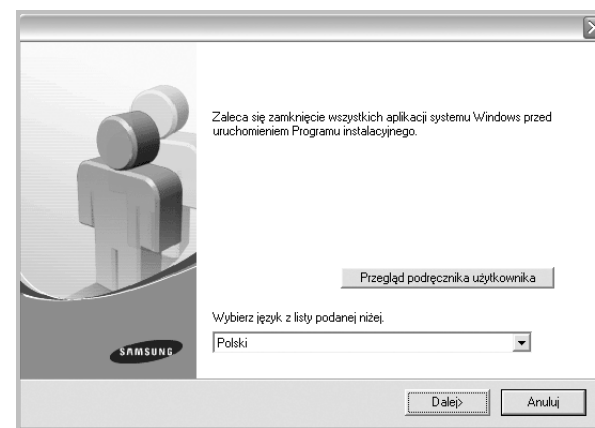 Zaleca się zamknięcie wszystkich aplikacji systemu Windows przed
uruchomieniem Programu instalacyjnego.
Przegląd podręcznika użytkownika
Wybierz język z listy podanej niżej.
SAMSUNG
Polski
Dalej>
Anuluj